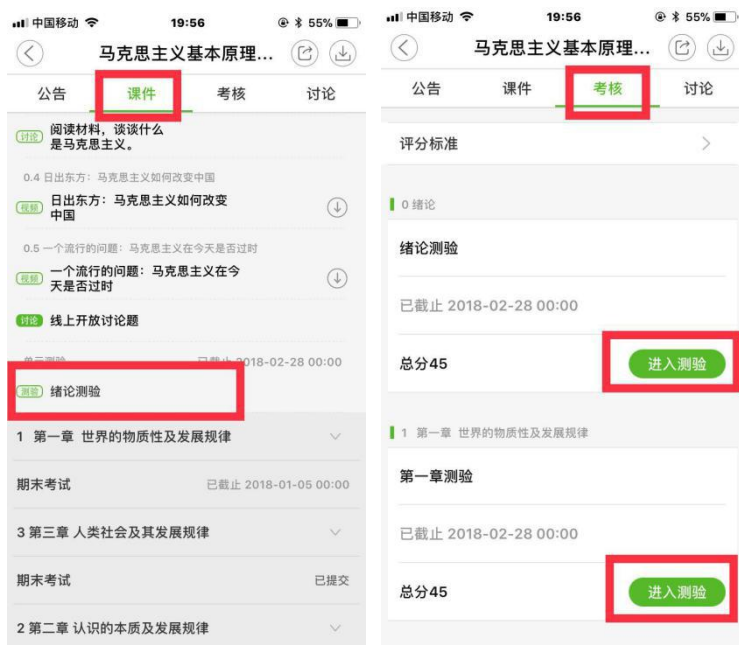 中国移动 19:56 55%
马克思主义基本原理...
公告 课件 考核 讨论
讨论 阅读材料，谈谈什么
是马克思主义。
0.4 日出东方：马克思主义如何改变中国
视频 日出东方：马克思主义如何改变
中国
0.5 一个流行的问题：马克思主义在今天是否过时
视频 一个流行的问题：马克思主义在今
天是否过时
讨论 线上开放讨论题
单元测验 已截止 2018-02-28 00:00
测验 绪论测验
1 第一章 世界的物质性及发展规律
期末考试 已截止 2018-01-05 00:00
3 第三章 人类社会及其发展规律
期末考试 已提交
2 第二章 认识的本质及发展规律
中国移动 19:56 55%
马克思主义基本原理...
公告 课件 考核 讨论
评分标准
0 绪论
绪论测验
已截止 2018-02-28 00:00
总分45 进入测验
1 第一章 世界的物质性及发展规律
第一章测验
已截止 2018-02-28 00:00
总分45 进入测验